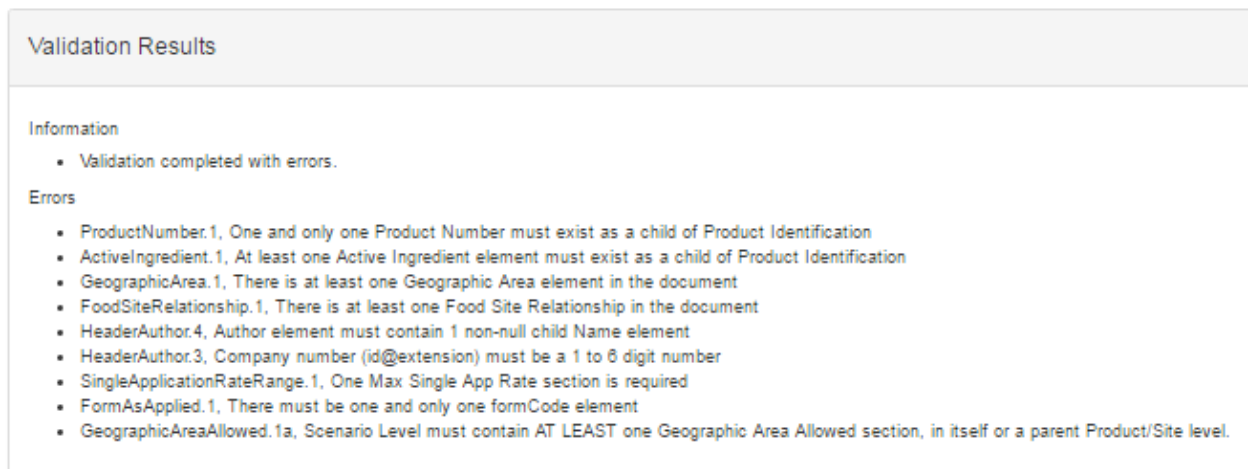 Validation Results
Information
• Validation completed with errors.
Errors
• ProductNumber.1, One and only one Product Number must exist as a child of Product Identification
• ActiveIngredient.1, At least one Active Ingredient element must exist as a child of Product Identification
• GeographicArea.1, There is at least one Geographic Area element in the document
• FoodSiteRelationship.1, There is at least one Food Site Relationship in the document
• HeaderAuthor.4, Author element must contain 1 non-null child Name element
• HeaderAuthor.3, Company number (id@extension) must be a 1 to 6 digit number
• SingleApplicationRateRange.1, One Max Single App Rate section is required
• FormAsApplied.1, There must be one and only one formCode element
• GeographicAreaAllowed.1a, Scenario Level must contain AT LEAST one Geographic Area Allowed section, in itself or a parent Product/Site level.